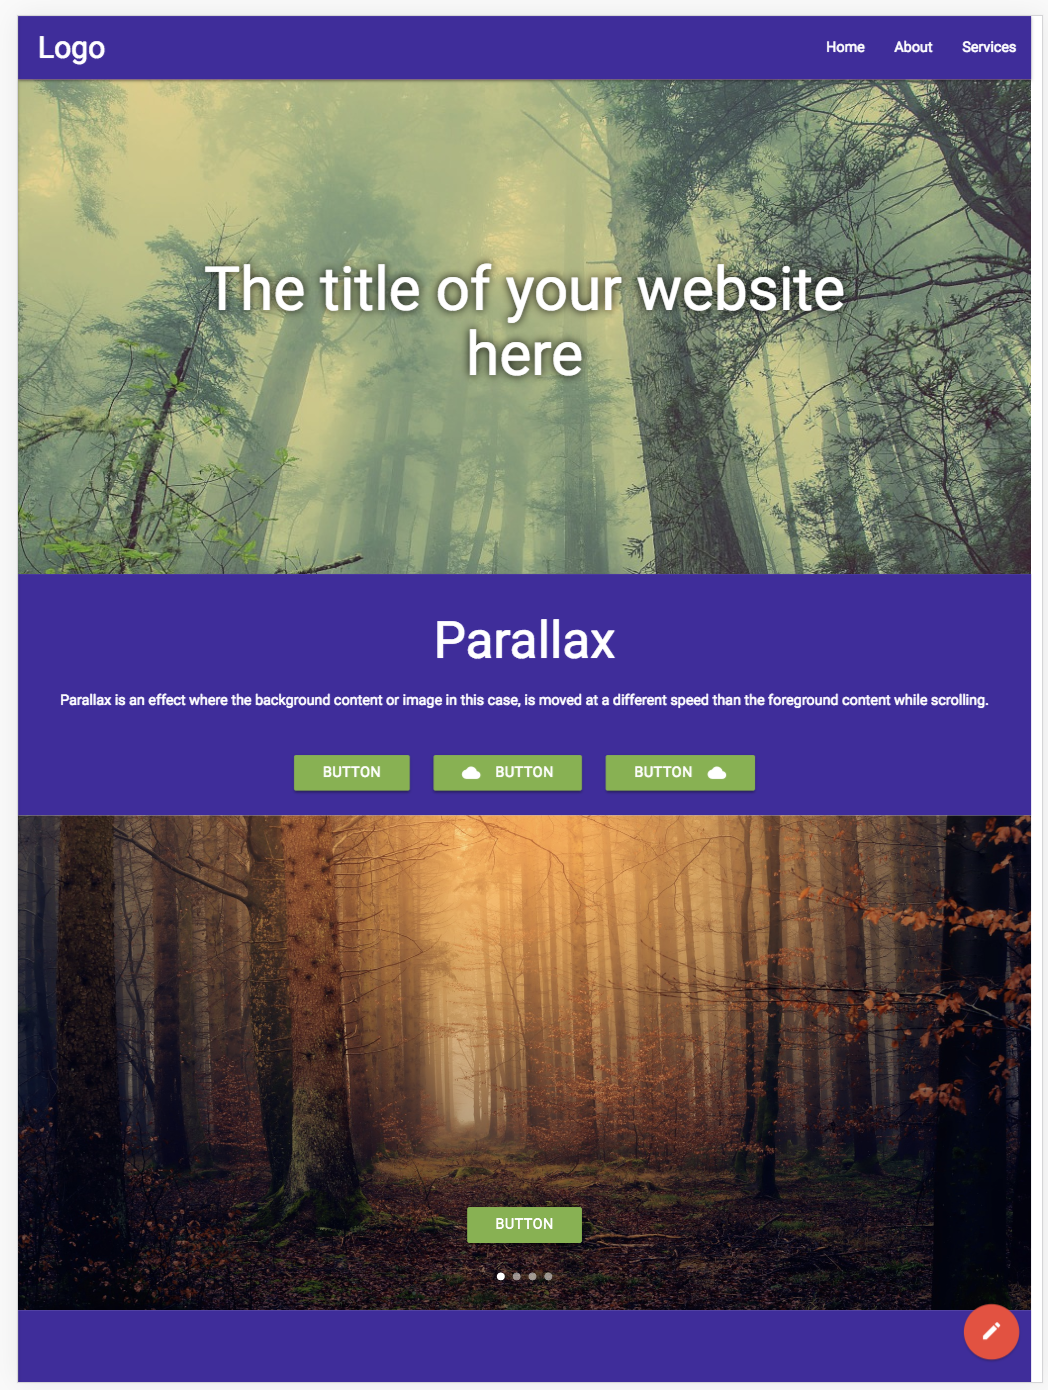 Logo
Home About Services
The title of your website
here
Parallax
Parallax is an effect where the background content or image in this case, is moved at a different speed than the foreground content while scrolling.
BUTTON BUTTON BUTTON
BUTTON